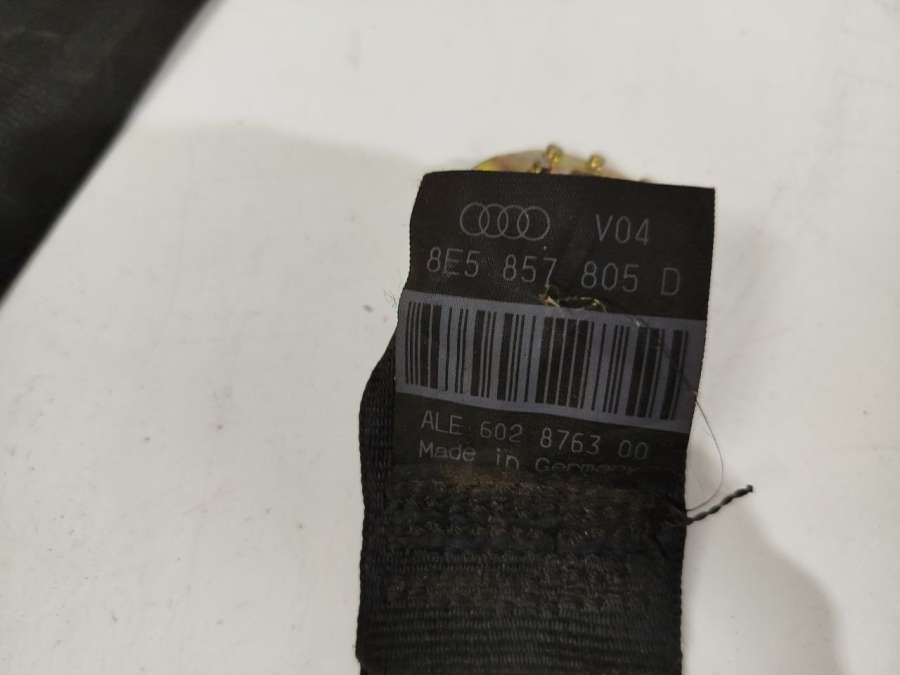 V04
8E5 857 805 D
ALE 602 8763 00
Made in Germany